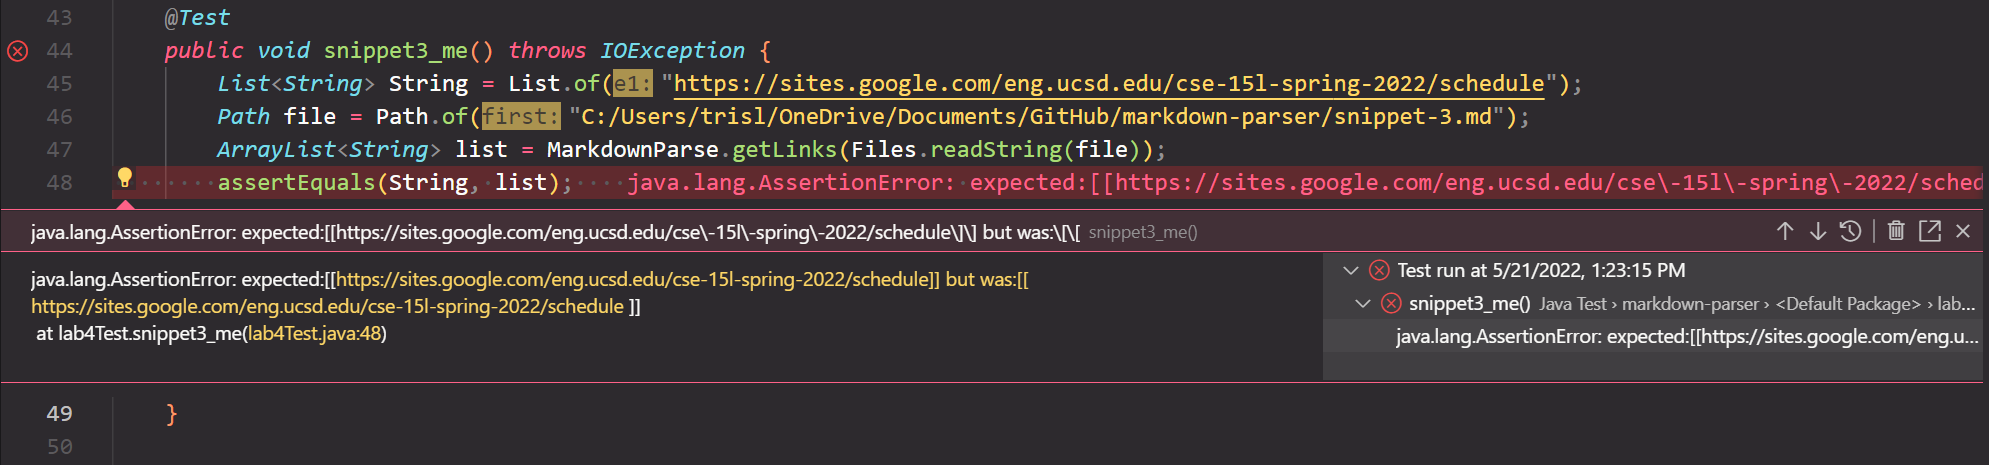 43 @Test
44 public void snippet3_me() throws IOException {
45 List<String> String = List.of(e1: "https://sites.google.com/eng.ucsd.edu/cse-15l-spring-2022/schedule");
46 Path file = Path.of(first: "C:/Users/trisl/OneDrive/Documents/GitHub/markdown-parser/snippet-3.md");
47 ArrayList<String> list = MarkdownParse.getLinks(Files.readString(file));
48 assertEquals(String, list); java.lang.AssertionError: expected:[[https://sites.google.com/eng.ucsd.edu/cse\-15l\-spring\-2022/sched
java.lang.AssertionError: expected:[[https://sites.google.com/eng.ucsd.edu/cse\-15l\-spring\-2022/schedule\]\] but was:\[\[ snippet3_me()
java.lang.AssertionError: expected:[[https://sites.google.com/eng.ucsd.edu/cse-15l-spring-2022/schedule]] but was:[[
https://sites.google.com/eng.ucsd.edu/cse-15l-spring-2022/schedule ]]
at lab4Test.snippet3_me(lab4Test.java:48)
Test run at 5/21/2022, 1:23:15 PM
snippet3_me() Java Test › markdown-parser › <Default Package> › lab...
java.lang.AssertionError: expected:[[https://sites.google.com/eng.u...
49 }
50